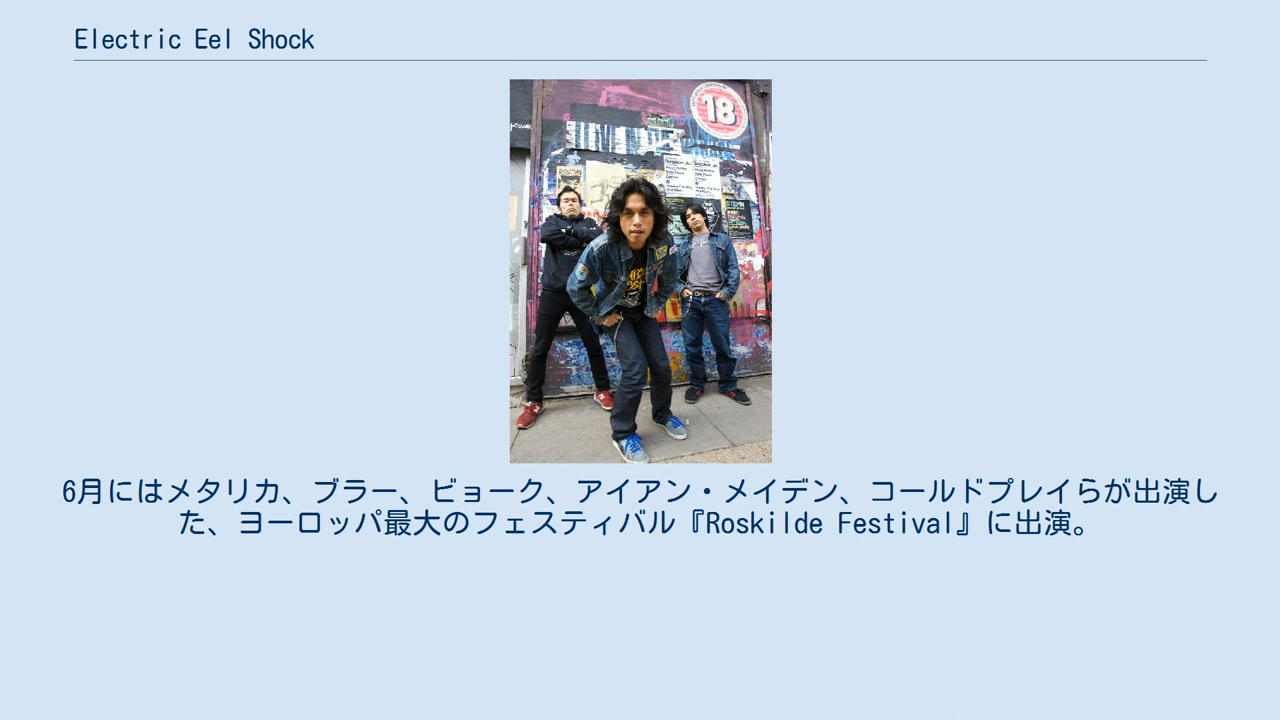 Electric Eel Shock
18
6月にはメタリカ、ブラー、ビョーク、アイアン・メイデン、コールドプレイらが出演し
た、ヨーロッパ最大のフェスティバル『Roskilde Festival』に出演。